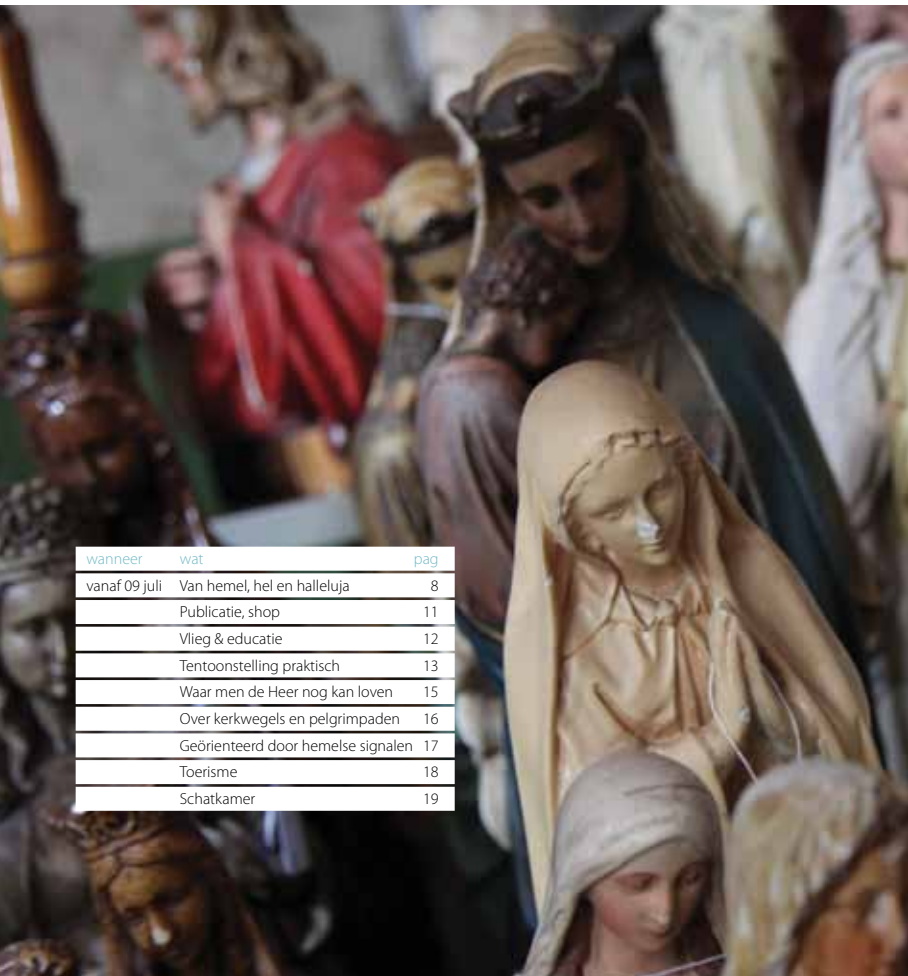 wanneer wat pag
vanaf 09 juli Van hemel, hel en halleluja 8
Publicatie, shop 11
Vlieg & educatie 12
Tentoonstelling praktisch 13
Waar men de Heer nog kan loven 15
Over kerkwegels en pelgrimpaden 16
Geörienteerd door hemelse signalen 17
Toerisme 18
Schatkamer 19